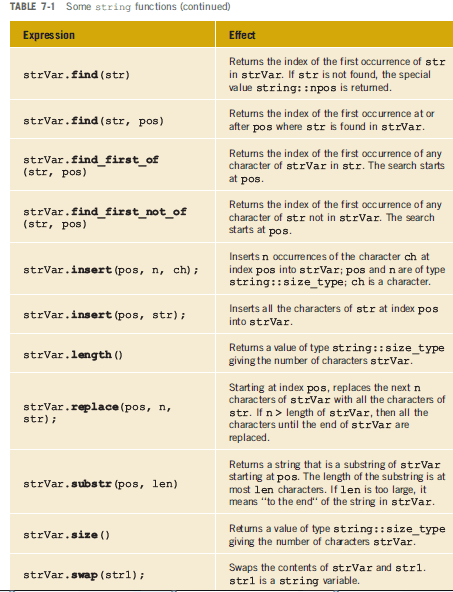 TABLE 7-1 Some string functions (continued)
Expression
Effect
strVar.find(str)
Returns the index of the first occurrence of str
in strVar. If str is not found, the special
value string::npos is returned.
strVar.find(str, pos)
Returns the index of the first occurrence at or
after pos where str is found in strVar.
strVar.find_first_of
(str, pos)
Returns the index of the first occurrence of any
character of strVar in str. The search starts
at pos.
strVar.find_first_not_of
(str, pos)
Returns the index of the first occurrence of any
character of str not in strVar. The search
starts at pos.
strVar.insert(pos, n, ch);
Inserts n occurrences of the character ch at
index pos into strVar; pos and n are of type
string::size_type; ch is a character.
strVar.insert(pos, str);
Inserts all the characters of str at index pos
into strVar.
strVar.length()
Returns a value of type string::size_type
giving the number of characters strVar.
strVar.replace(pos, n,
str);
Starting at index pos, replaces the next n
characters of strVar with all the characters of
str. If n > length of strVar, then all the
characters until the end of strVar are
replaced.
strVar.substr(pos, len)
Returns a string that is a substring of strVar
starting at pos. The length of the substring is at
most len characters. If len is too large, it
means "to the end" of the string in strVar.
strVar.size()
Returns a value of type string::size_type
giving the number of characters strVar.
strVar.swap(str1);
Swaps the contents of strVar and str1.
str1 is a string variable.